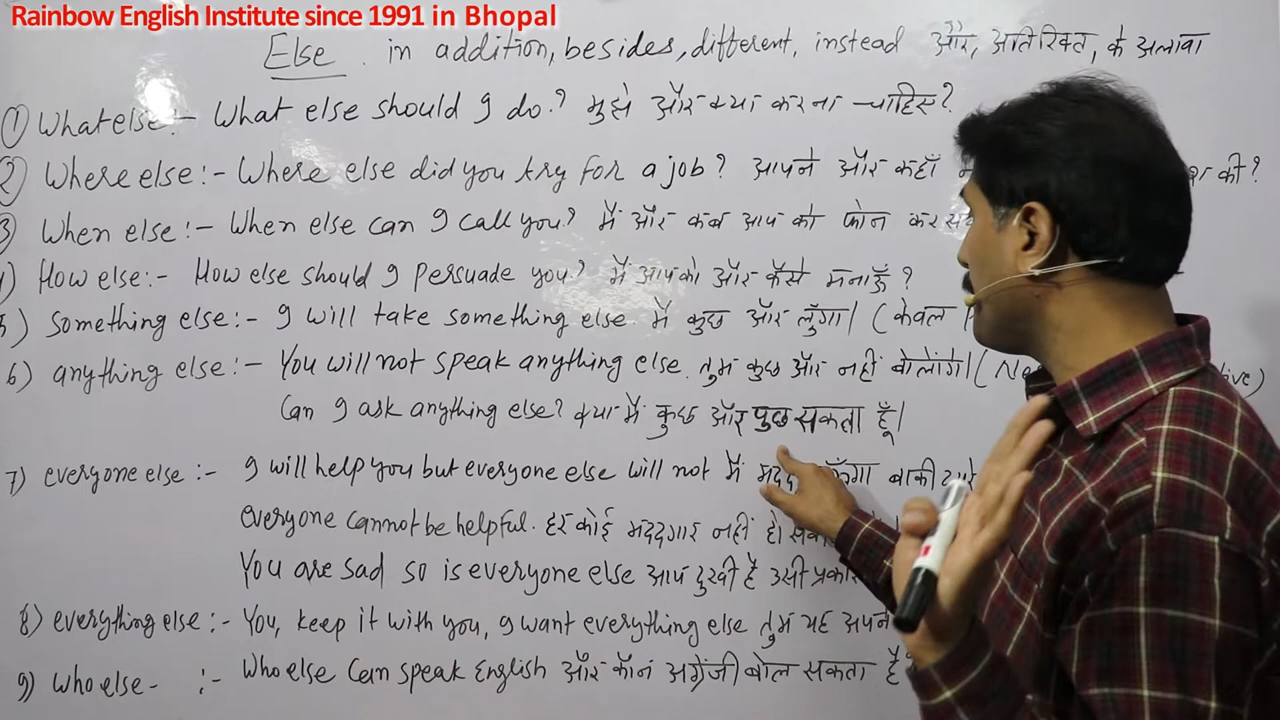 Rainbow English Institute since 1991 in Bhopal
Else. in addition, besides, different, instead और, अतिरिक्त, के अलावा
① What else:- What else should I do.? मुझे और क्या करना चाहिए?
② Where else:- Where else did you try for a job? आपने और कहाँ की?
③ When else:- When else can I call you? मैं और कब आप को फोन कर
4) How else:- How else should I persuade you? मैं आपको और कैसे मनाऊँ?
5) Something else:- I will take something else. मैं कुछ और लूँगा। (केवल
6) anything else:- You will not speak anything else. तुम कुछ और नहीं बोलोगे। (
Can I ask anything else? क्या मैं कुछ और पुछ सकता हूँ।
7) everyone else:- I will help you but everyone else will not मैं बाकी
everyone cannot be helpful. हर कोई मददगार नहीं हो
You are sad so is everyone else आप दुखी है उसी प्रकार
8) everything else:- You, keep it with you, I want everything else तुम यह अपने
9) Who else- :- Who else can speak English और कौन अंग्रेंजी बोल सकता है?